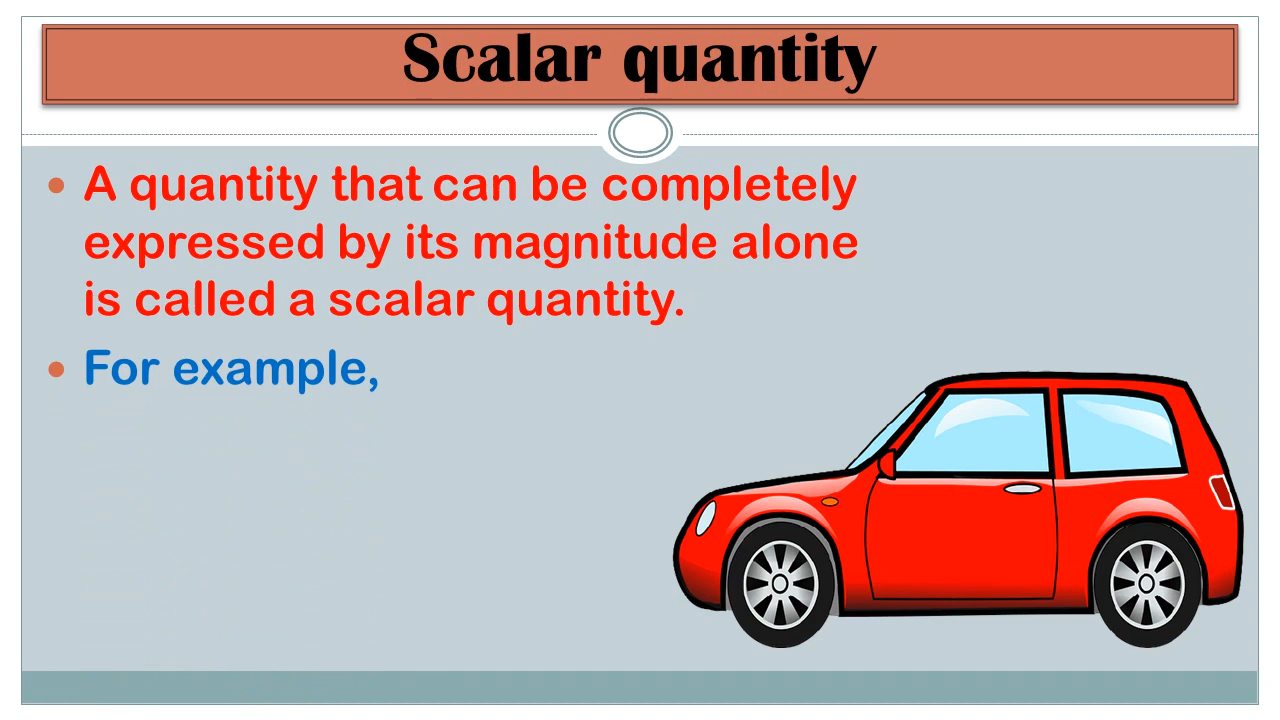 Scalar quantity
A quantity that can be completely
expressed by its magnitude alone
is called a scalar quantity.
For example,